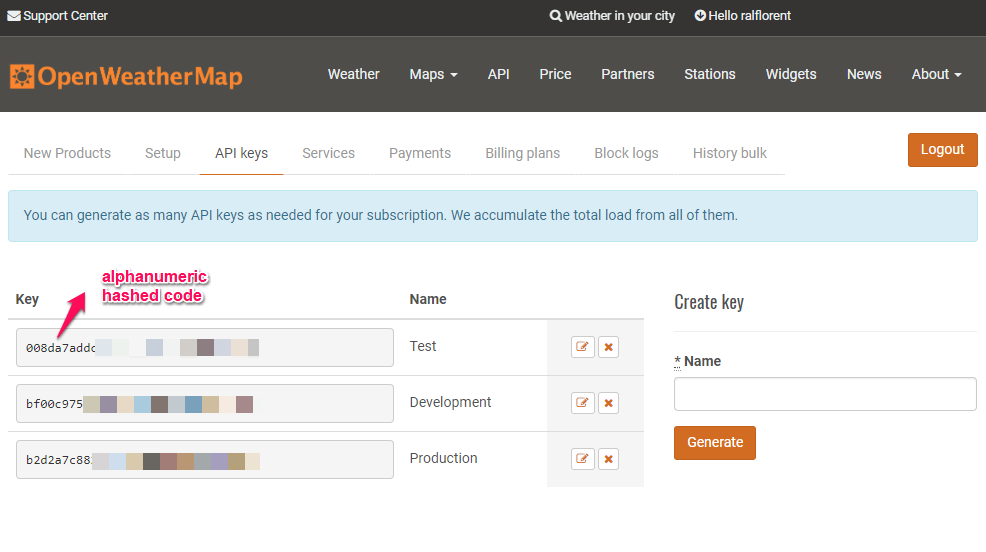 Support Center
Weather in your city
Hello ralflorent
OpenWeatherMap
Weather Maps API Price Partners Stations Widgets News About
New Products Setup API keys Services Payments Billing plans Block logs History bulk
Logout
You can generate as many API keys as needed for your subscription. We accumulate the total load from all of them.
alphanumeric
hashed code
Key Name
008da7addc Test
bf00c975 Development
b2d2a7c88 Production
Create key
* Name
Generate